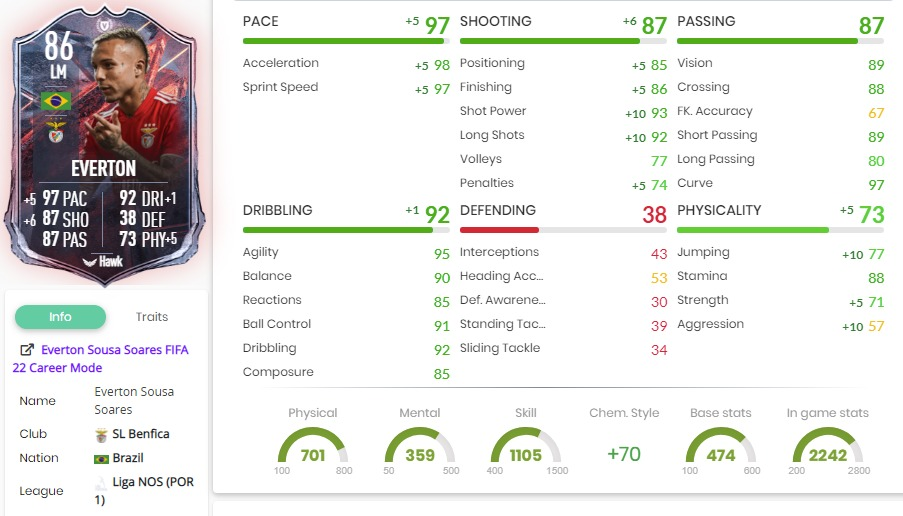 86
LM
EVERTON
+5 97 PAC 92 DRI+1
+6 87 SHO 38 DEF
87 PAS 73 PHY+5
Hawk
Info Traits
Everton Sousa Soares FIFA
22 Career Mode
Name Everton Sousa
Soares
Club SL Benfica
Nation Brazil
League Liga NOS (POR
1)
PACE +5 97
Acceleration +5 98
Sprint Speed +5 97
SHOOTING +6 87
Positioning +5 85
Finishing +5 86
Shot Power +10 93
Long Shots +10 92
Volleys 77
Penalties +5 74
PASSING 87
Vision 89
Crossing 88
FK. Accuracy 67
Short Passing 89
Long Passing 80
Curve 97
DRIBBLING +1 92
Agility 95
Balance 90
Reactions 85
Ball Control 91
Dribbling 92
Composure 85
DEFENDING 38
Interceptions 43
Heading Acc... 53
Def. Awarene... 30
Standing Tac... 39
Sliding Tackle 34
PHYSICALITY +5 73
Jumping +10 77
Stamina 88
Strength +5 71
Aggression +10 57
Physical Mental Skill Chem. Style Base stats In game stats
701 359 1105 +70 474 2242
100 800 50 500 400 1500 100 600 200 2800